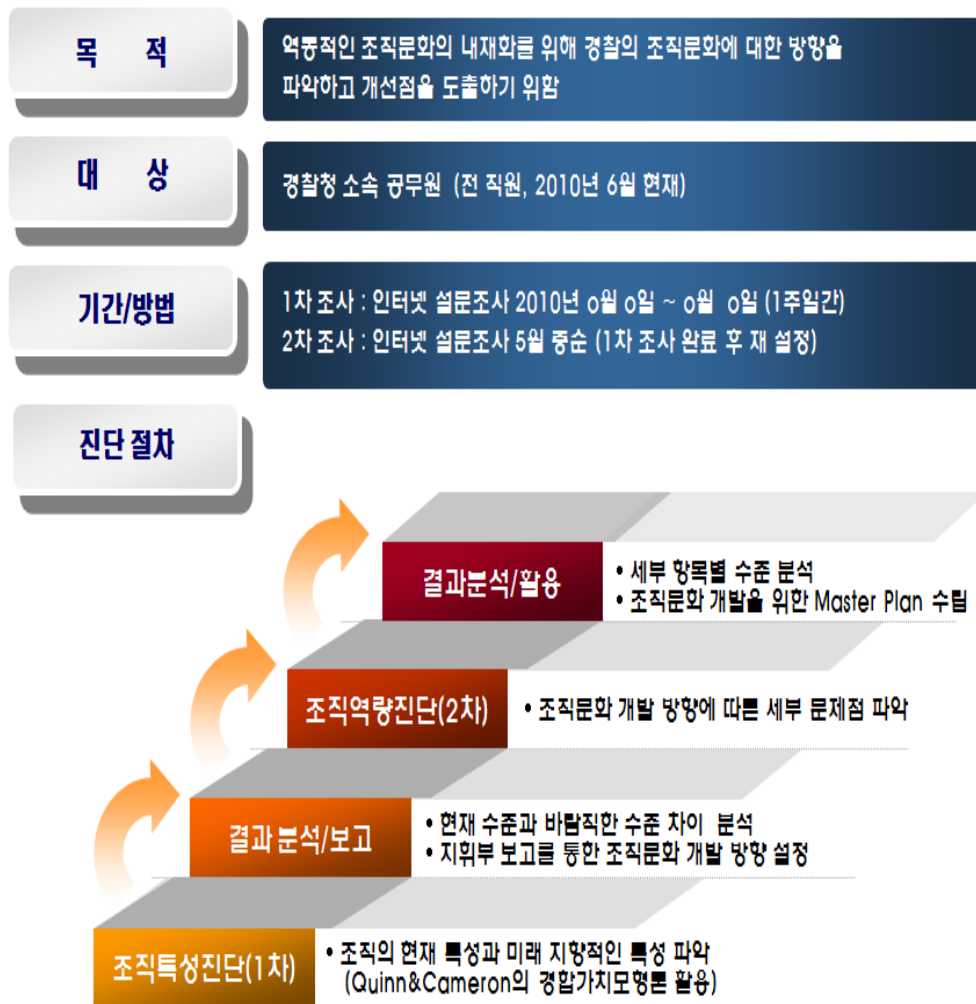 목 적
역동적인 조직문화의 내재화를 위해 경찰의 조직문화에 대한 방향을
파악하고 개선점을 도출하기 위함
대 상
경찰청 소속 공무원 (전 직원, 2010년 6월 현재)
기간/방법
1차 조사 : 인터넷 설문조사 2010년 o월 o일 ~ o월 o일 (1주일간)
2차 조사 : 인터넷 설문조사 5월 중순 (1차 조사 완료 후 재 설정)
진단 절차
결과분석/활용
• 세부 항목별 수준 분석
• 조직문화 개발을 위한 Master Plan 수립
조직역량진단(2차)
• 조직문화 개발 방향에 따른 세부 문제점 파악
결과 분석/보고
• 현재 수준과 바람직한 수준 차이 분석
• 지휘부 보고를 통한 조직문화 개발 방향 설정
조직특성진단(1차)
• 조직의 현재 특성과 미래 지향적인 특성 파악
(Quinn&Cameron의 경합가치모형론 활용)